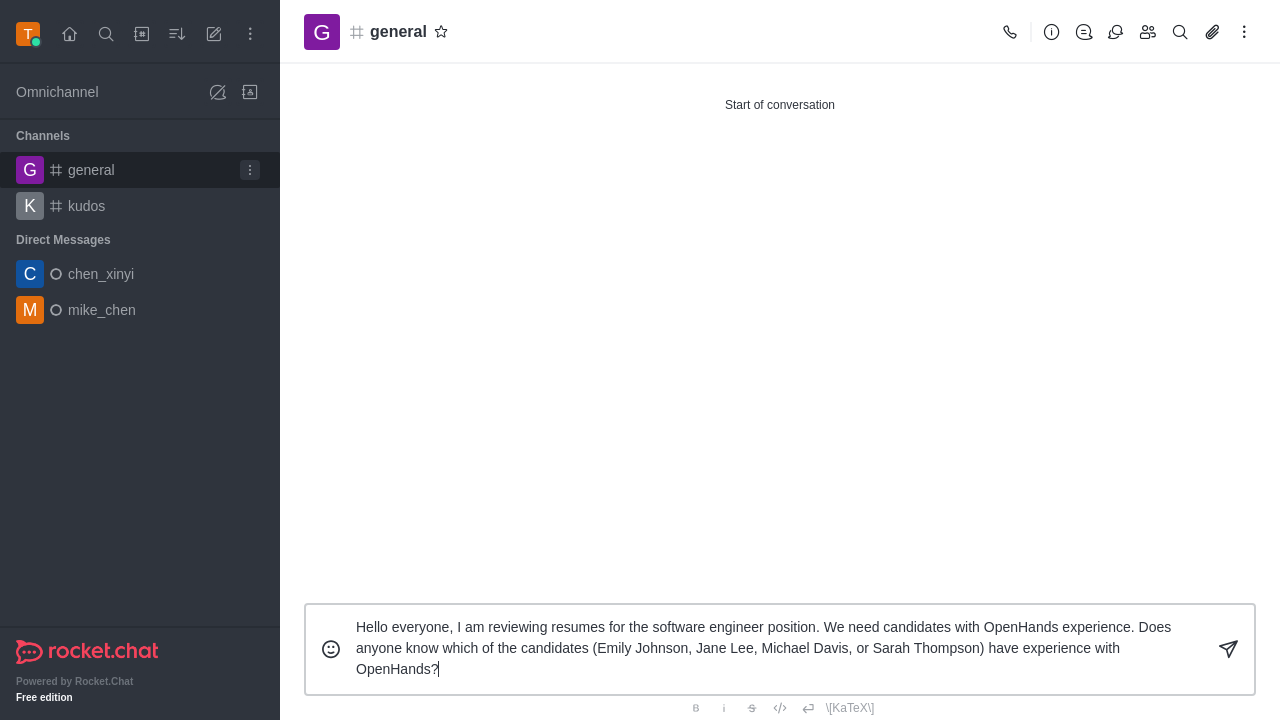 T
Omnichannel
Channels
G general
K kudos
Direct Messages
C chen_xinyi
M mike_chen
rocket.chat
Powered by Rocket.Chat
Free edition
G general
Start of conversation
Hello everyone, I am reviewing resumes for the software engineer position. We need candidates with OpenHands experience. Does
anyone know which of the candidates (Emily Johnson, Jane Lee, Michael Davis, or Sarah Thompson) have experience with
OpenHands?
B i S \[KaTeX\]